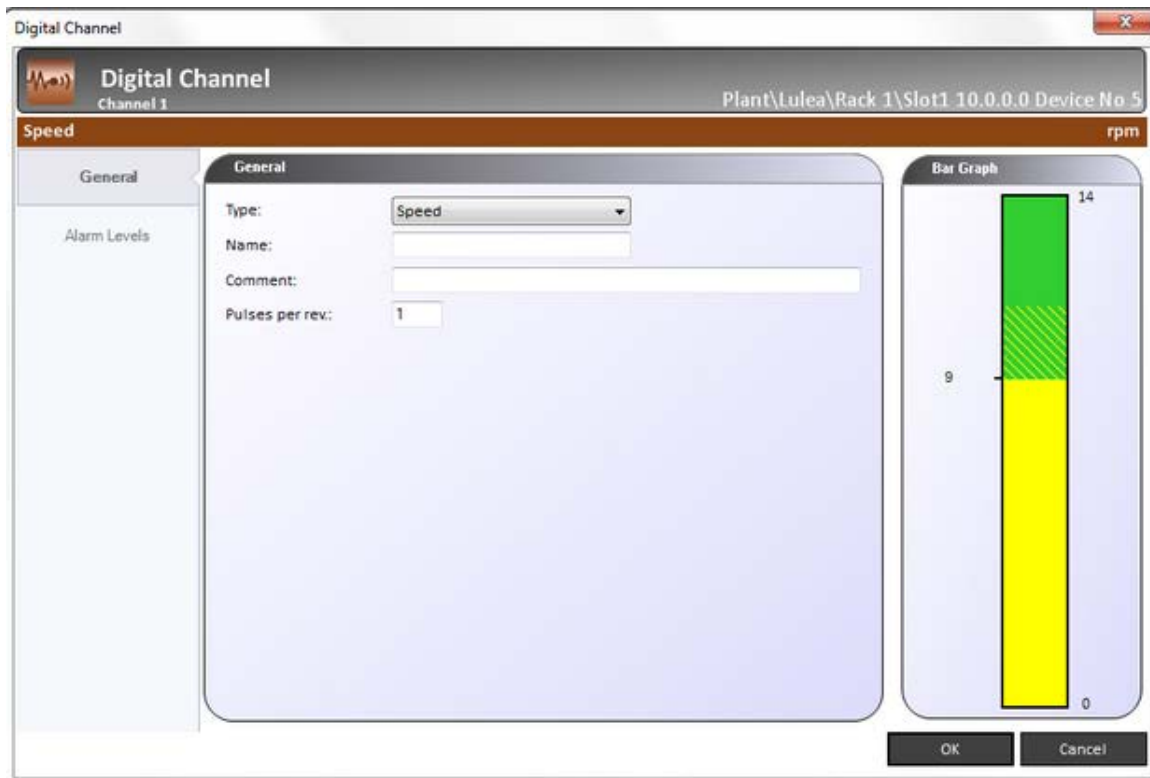 Digital Channel
Digital Channel
Channel 1
Plant\Lulea\Rack 1\Slot1 10.0.0.0 Device No 5
Speed
rpm
General
Alarm Levels
General
Type:
Speed
Name:
Comment:
Pulses per rev.:
1
Bar Graph
14
9
0
OK
Cancel